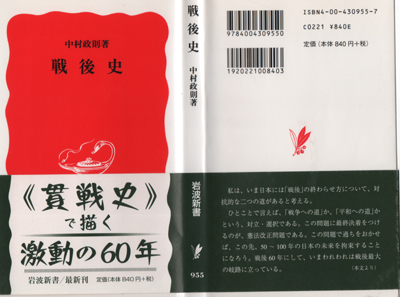 中村政則著
戦後史
《貫戦史》
で描く
激動の60年
岩波新書/最新刊
定価(本体840円+税)
戦後史
中村政則著
岩波新書
955
ISBN4-00-430955-7
C0221 ¥840E
定価(本体 840 円+税)
9784004309550
1920221008403
私は、いま日本には「戦後」の終わらせ方について、対
抗的な二つの道があると考える。
ひとことで言えば、「戦争への道」か、「平和への道」かと
いう、対立・選択である。この問題に最終決着をつけ
るのが、憲法改正問題である。この問題で過ちをおかせ
ば、この先、50~100年の日本の未来を拘束することに
なろう。戦後60年にして、いまわれわれは戦後最大
の岐路に立っている。
(本文より)